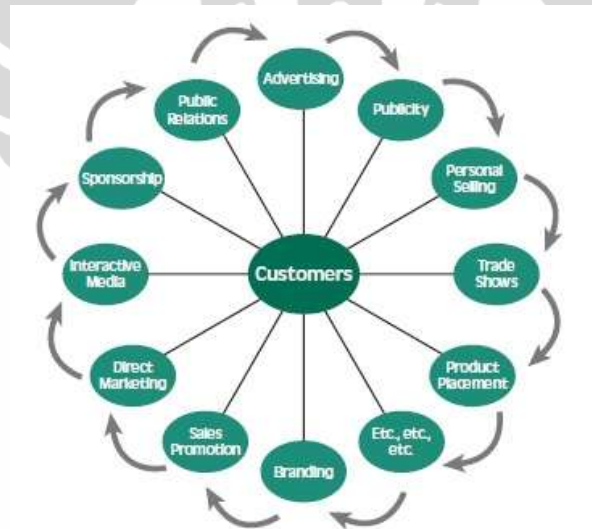 Advertising
Publicity
Personal
Selling
Trade
Shows
Product
Placement
Etc., etc.,
etc.
Branding
Sales
Promotion
Direct
Marketing
Interactive
Media
Sponsorship
Public
Relations
Customers